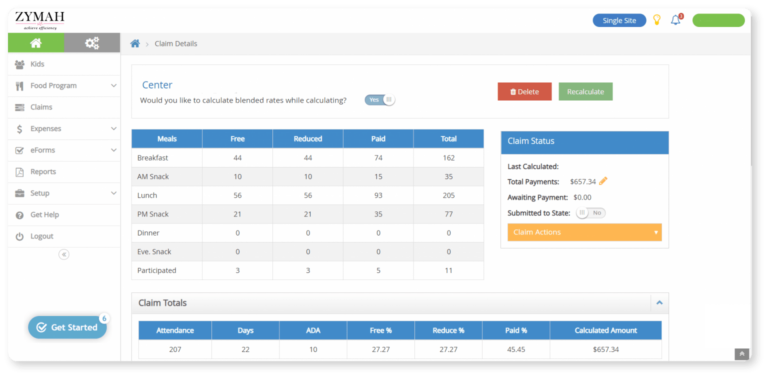 ZYMAH
achieve efficiency
Single Site
Claim Details
Kids
Food Program
Claims
Expenses
eForms
Reports
Setup
Get Help
Logout
Get Started 6
Center
Would you like to calculate blended rates while calculating? Yes
Delete Recalculate
Meals Free Reduced Paid Total
Breakfast 44 44 74 162
AM Snack 10 10 15 35
Lunch 56 56 93 205
PM Snack 21 21 35 77
Dinner 0 0 0 0
Eve. Snack 0 0 0 0
Participated 3 3 5 11
Claim Status
Last Calculated:
Total Payments: $657.34
Awaiting Payment: $0.00
Submitted to State: No
Claim Actions
Claim Totals
Attendance Days ADA Free % Reduce % Paid % Calculated Amount
207 22 10 27.27 27.27 45.45 $657.34